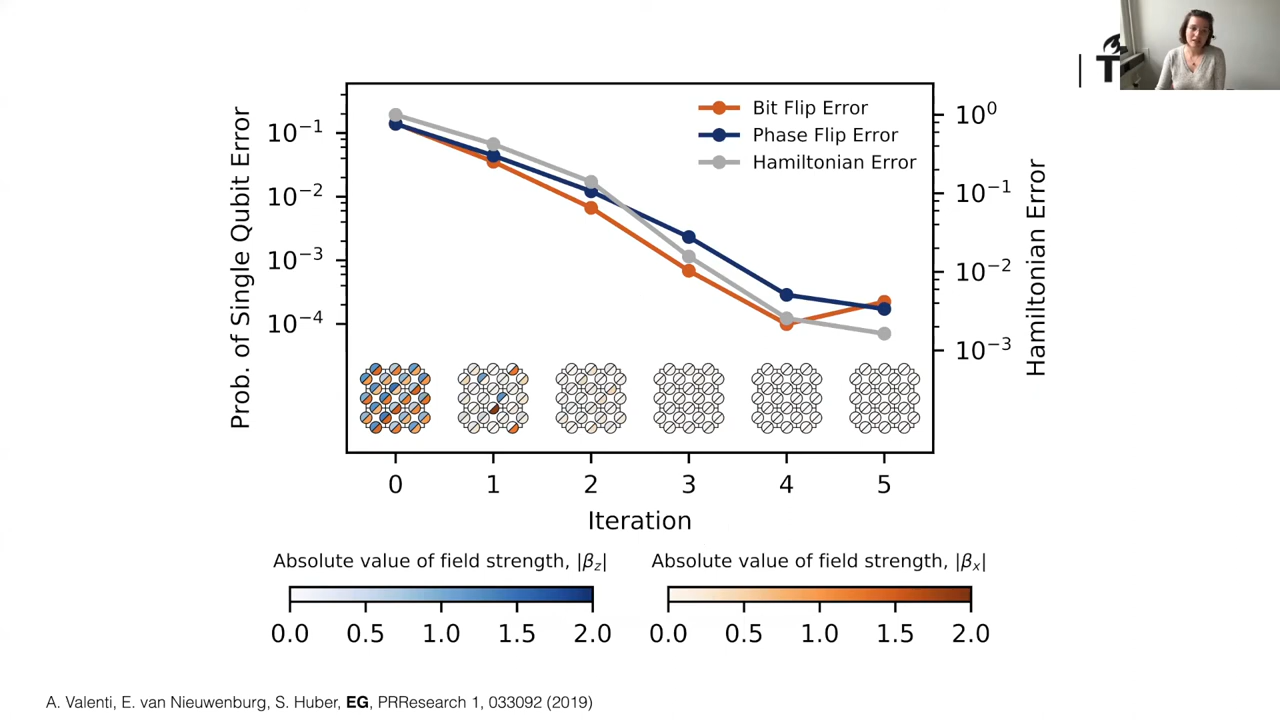 Prob. of Single Qubit Error
10⁻¹
10⁻²
10⁻³
10⁻⁴
Bit Flip Error
Phase Flip Error
Hamiltonian Error
10⁰
10⁻¹
10⁻²
10⁻³
Hamiltonian Error
0 1 2 3 4 5
Iteration
Absolute value of field strength, |β_z|
0.0 0.5 1.0 1.5 2.0
Absolute value of field strength, |β_x|
0.0 0.5 1.0 1.5 2.0
A. Valenti, E. van Nieuwenburg, S. Huber, EG, PRResearch 1, 033092 (2019)